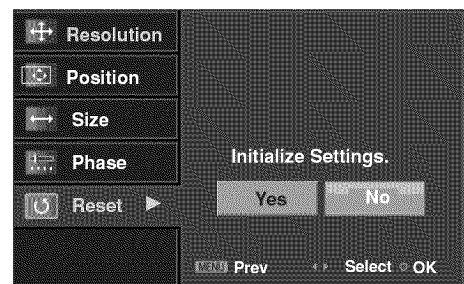 Resolution
Position
Size
Phase
Reset
Initialize Settings.
Yes No
MENU Prev Select OK